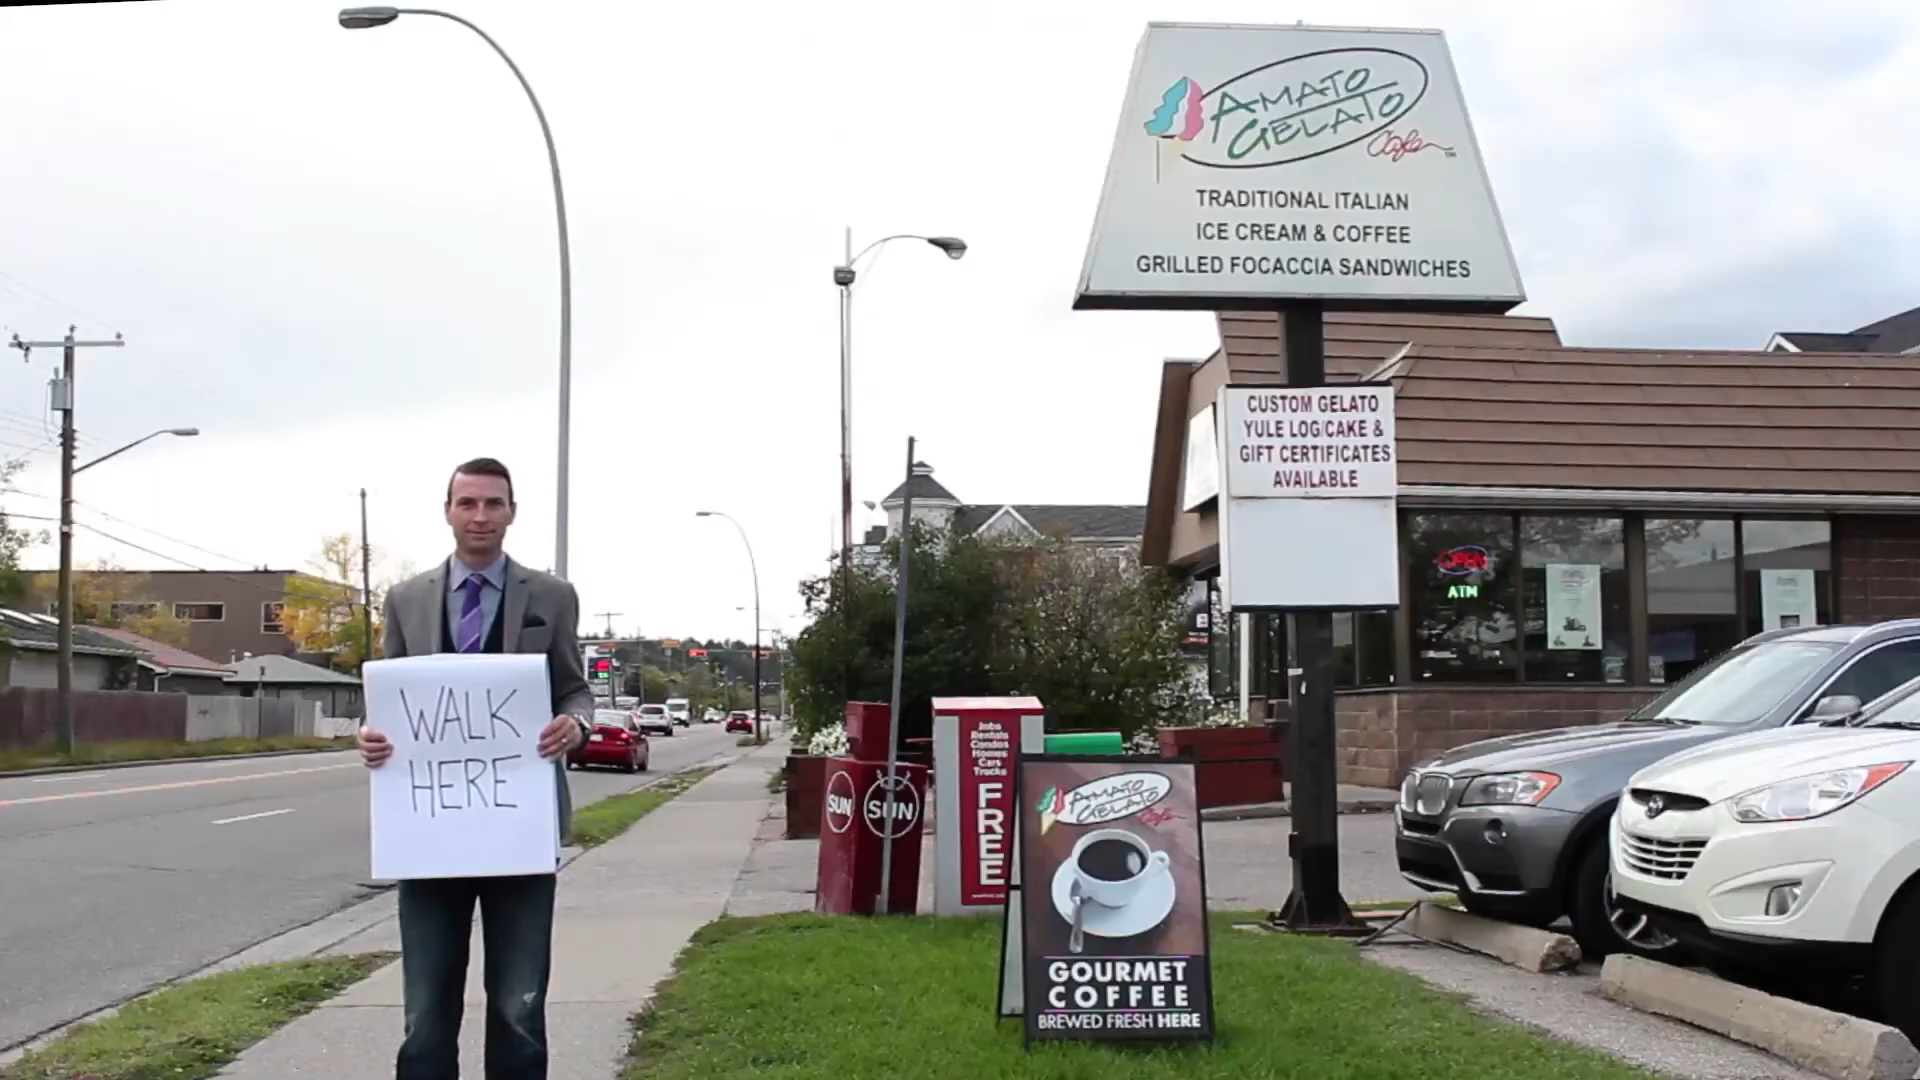 AMATO
GELATO
Cafe
TRADITIONAL ITALIAN
ICE CREAM & COFFEE
GRILLED FOCACCIA SANDWICHES
CUSTOM GELATO
YULE LOG/CAKE &
GIFT CERTIFICATES
AVAILABLE
OPEN
ATM
WALK
HERE
Jobs
Rentals
Condos
Homes
Cars
Trucks
FREE
SUN
SUN
AMATO
GELATO
Cafe
GOURMET
COFFEE
BREWED FRESH HERE